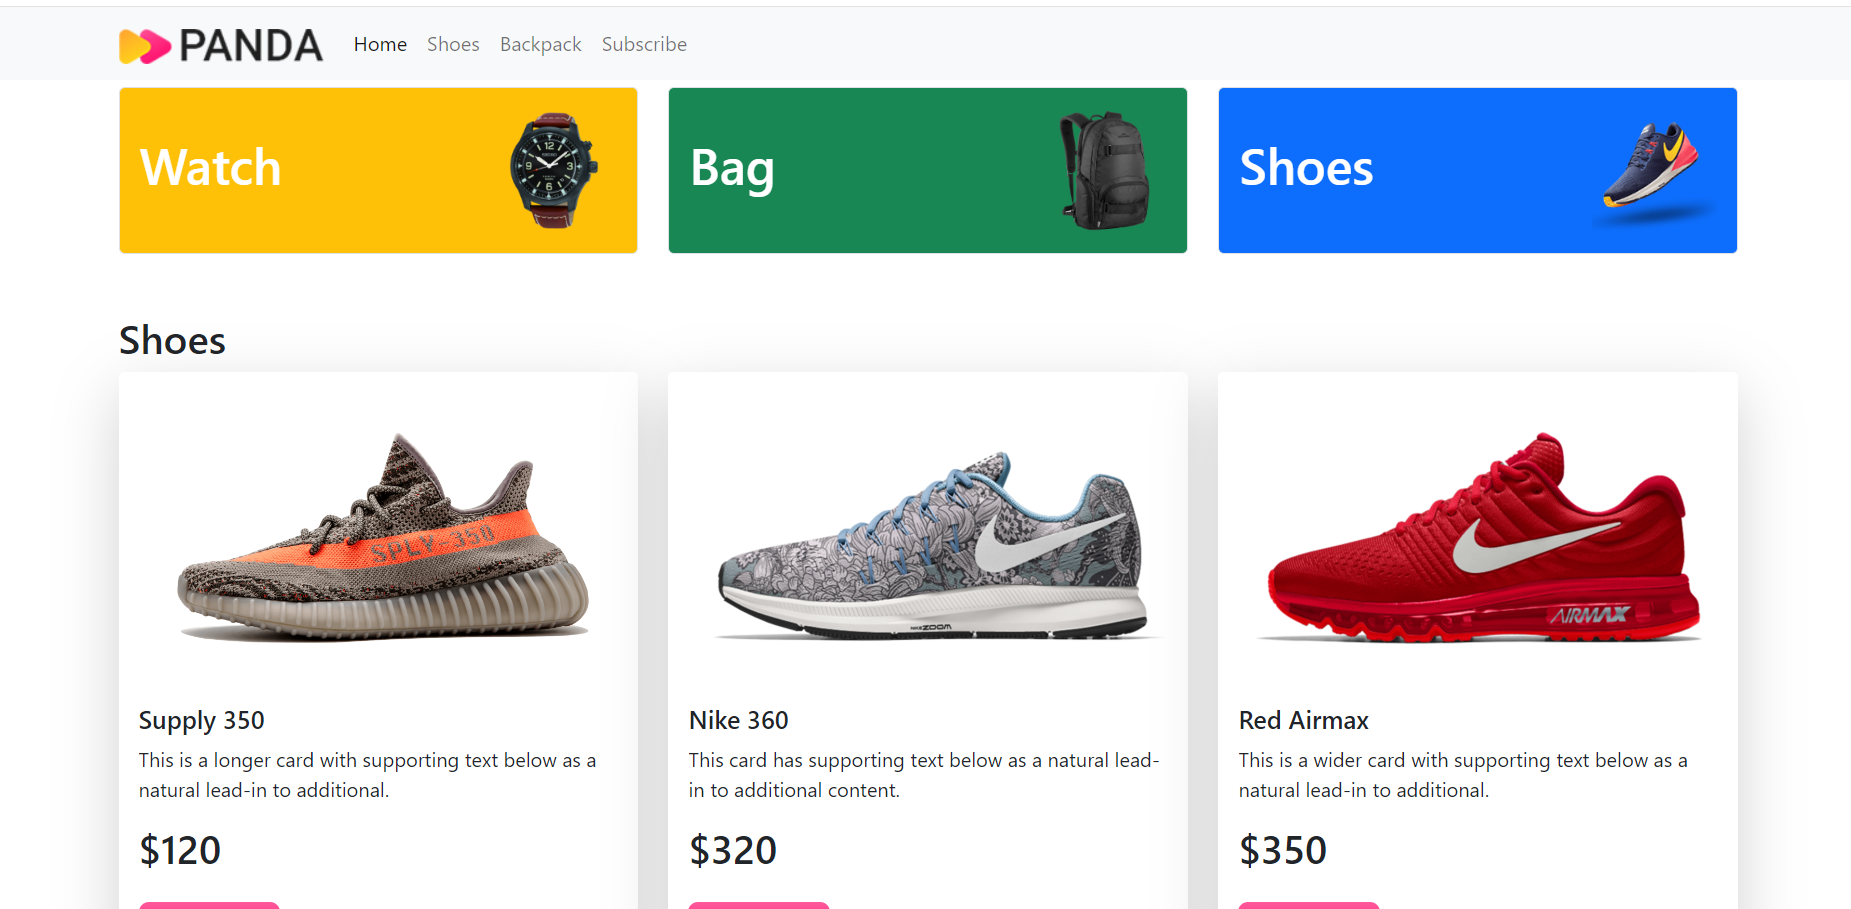 PANDA Home Shoes Backpack Subscribe
Watch Bag Shoes
Shoes
SPLY-350
NIKEZOOM
AIRMAX
Supply 350
This is a longer card with supporting text below as a
natural lead-in to additional.
$120
Nike 360
This card has supporting text below as a natural lead-
in to additional content.
$320
Red Airmax
This is a wider card with supporting text below as a
natural lead-in to additional.
$350